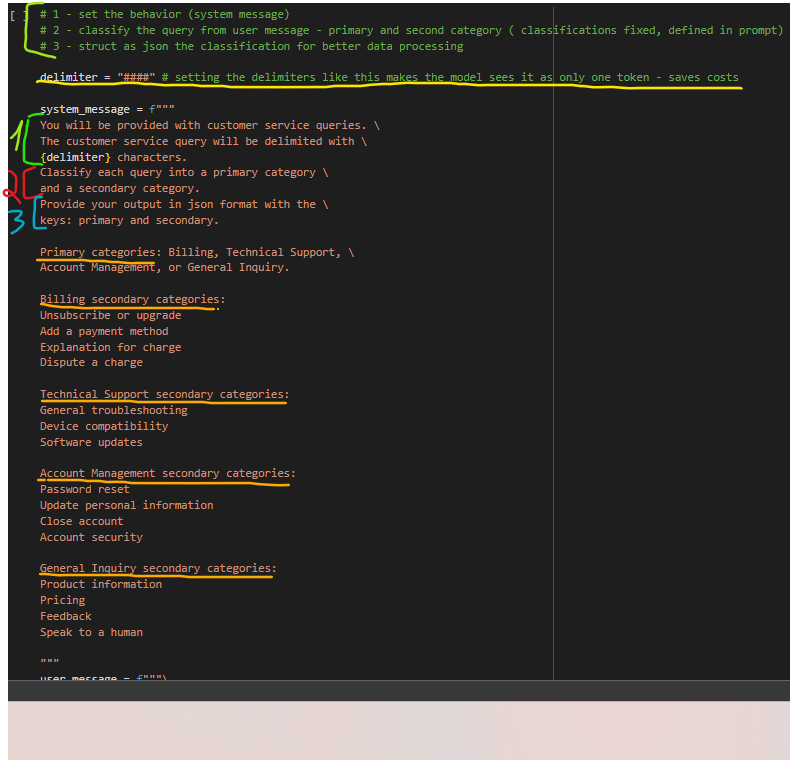 [ ] # 1 - set the behavior (system message)
# 2 - classify the query from user message - primary and second category ( classifications fixed, defined in prompt)
# 3 - struct as json the classification for better data processing
delimiter = "####" # setting the delimiters like this makes the model sees it as only one token - saves costs
system_message = f"""
1 You will be provided with customer service queries. \
The customer service query will be delimited with \
{delimiter} characters.
2 Classify each query into a primary category \
and a secondary category.
3 Provide your output in json format with the \
keys: primary and secondary.
Primary categories: Billing, Technical Support, \
Account Management, or General Inquiry.
Billing secondary categories:
Unsubscribe or upgrade
Add a payment method
Explanation for charge
Dispute a charge
Technical Support secondary categories:
General troubleshooting
Device compatibility
Software updates
Account Management secondary categories:
Password reset
Update personal information
Close account
Account security
General Inquiry secondary categories:
Product information
Pricing
Feedback
Speak to a human
"""
user_message = f"""\